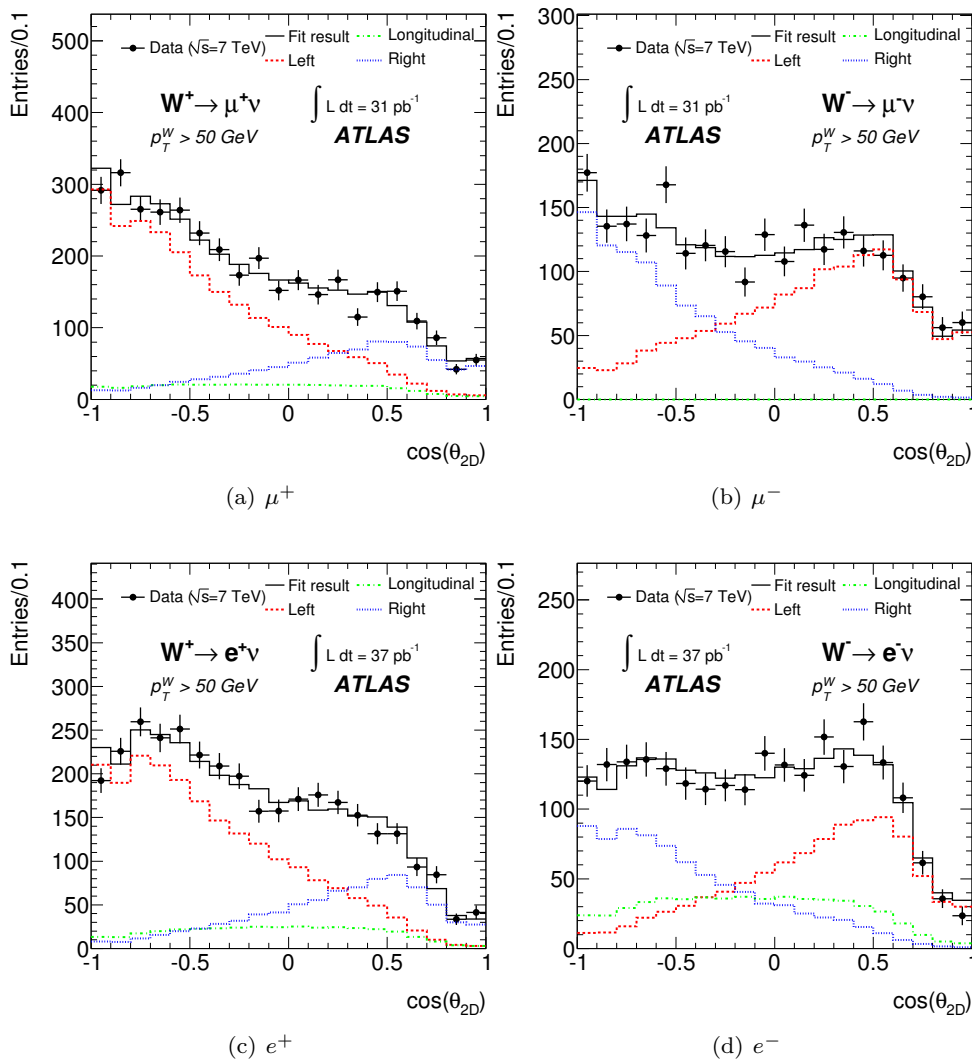 Entries/0.1
500
400
300
200
100
0
Data (√s=7 TeV)
Fit result
Longitudinal
Left
Right
W⁺→ μ⁺ν
p_T^W > 50 GeV
∫ L dt = 31 pb⁻¹
ATLAS
-1 -0.5 0 0.5 1
cos(θ₂D)
(a) μ⁺
Entries/0.1
300
250
200
150
100
50
0
Data (√s=7 TeV)
Fit result
Longitudinal
Left
Right
∫ L dt = 31 pb⁻¹
ATLAS
W⁻→ μ⁻ν
p_T^W > 50 GeV
-1 -0.5 0 0.5 1
cos(θ₂D)
(b) μ⁻
Entries/0.1
400
350
300
250
200
150
100
50
0
Data (√s=7 TeV)
Fit result
Longitudinal
Left
Right
W⁺→ e⁺ν
p_T^W > 50 GeV
∫ L dt = 37 pb⁻¹
ATLAS
-1 -0.5 0 0.5 1
cos(θ₂D)
(c) e⁺
Entries/0.1
250
200
150
100
50
0
Data (√s=7 TeV)
Fit result
Longitudinal
Left
Right
∫ L dt = 37 pb⁻¹
ATLAS
W⁻→ e⁻ν
p_T^W > 50 GeV
-1 -0.5 0 0.5 1
cos(θ₂D)
(d) e⁻